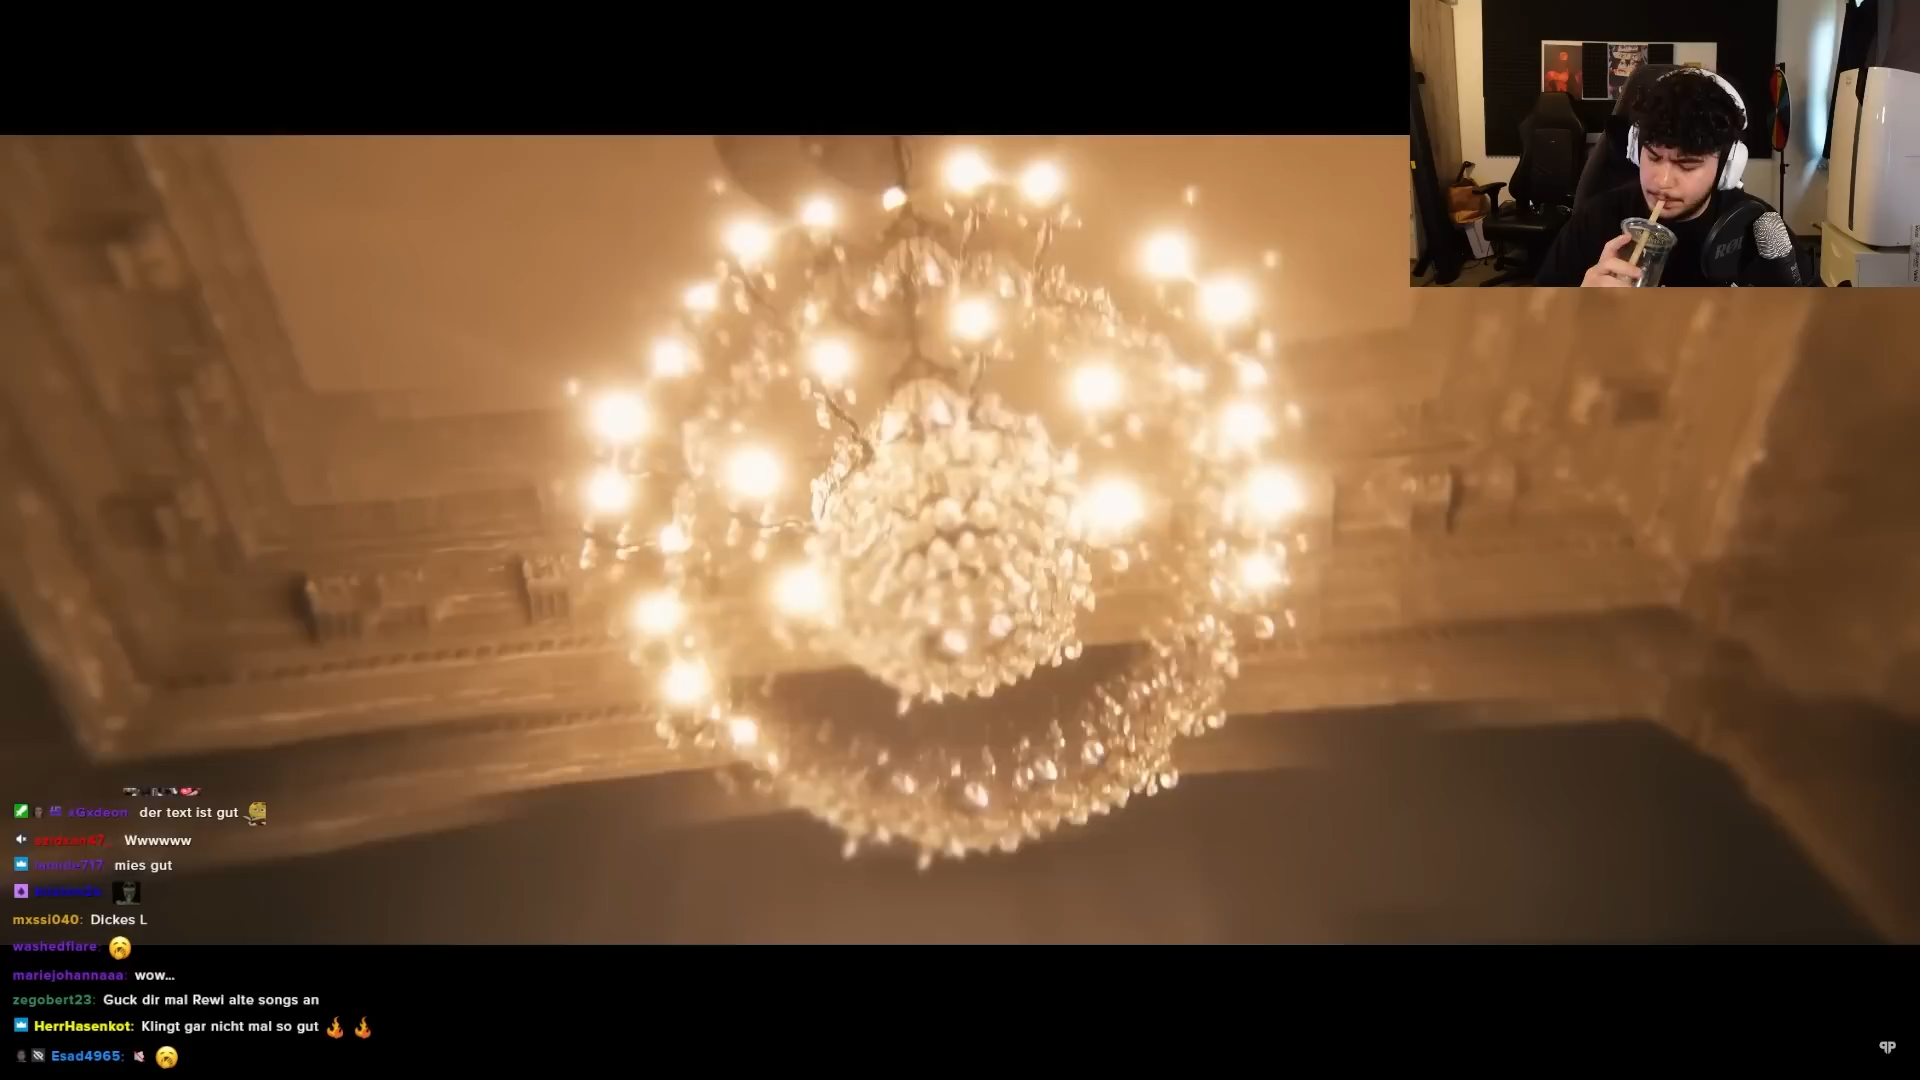 xGxdeon der text ist gut
Wwwwww
mies gut
mxssi040: Dickes L
washedflare:
mariejohannaaa: wow...
zegobert23: Guck dir mal Rewi alte songs an
HerrHasenkot: Klingt gar nicht mal so gut
Esad4965: